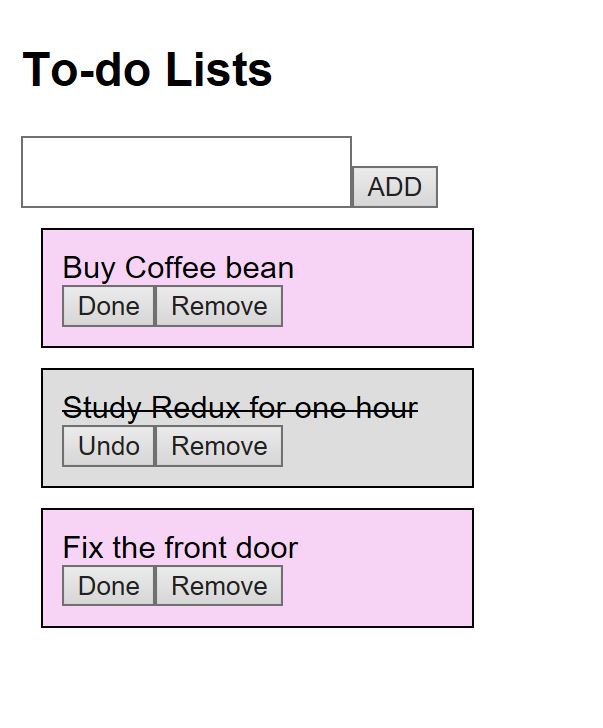 To-do Lists
ADD
Buy Coffee bean
Done Remove
Study Redux for one hour
Undo Remove
Fix the front door
Done Remove